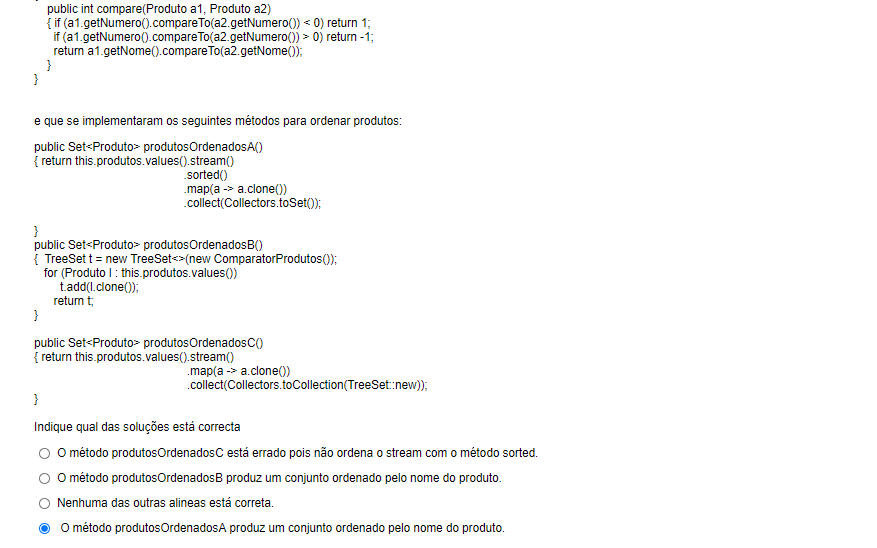 public int compare(Produto a1, Produto a2)
{ if (a1.getNumero().compareTo(a2.getNumero()) < 0) return 1;
if (a1.getNumero().compareTo(a2.getNumero()) > 0) return -1;
return a1.getNome().compareTo(a2.getNome());
}
}
e que se implementaram os seguintes métodos para ordenar produtos:
public Set<Produto> produtosOrdenadosA()
{ return this.produtos.values().stream()
.sorted()
.map(a -> a.clone())
.collect(Collectors.toSet());
}
public Set<Produto> produtosOrdenadosB()
{ TreeSet t = new TreeSet<>(new ComparatorProdutos());
for (Produto l : this.produtos.values())
t.add(l.clone());
return t;
}
public Set<Produto> produtosOrdenadosC()
{ return this.produtos.values().stream()
.map(a -> a.clone())
.collect(Collectors.toCollection(TreeSet::new));
}
Indique qual das soluções está correcta
O método produtosOrdenadosC está errado pois não ordena o stream com o método sorted.
O método produtosOrdenadosB produz um conjunto ordenado pelo nome do produto.
Nenhuma das outras alineas está correta.
O método produtosOrdenadosA produz um conjunto ordenado pelo nome do produto.